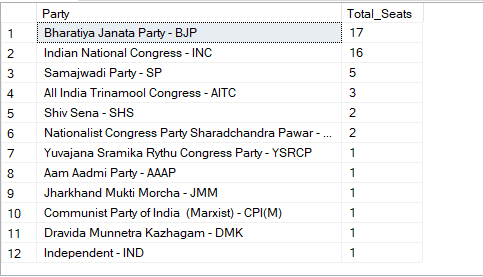 Party Total_Seats
1 Bharatiya Janata Party - BJP 17
2 Indian National Congress - INC 16
3 Samajwadi Party - SP 5
4 All India Trinamool Congress - AITC 3
5 Shiv Sena - SHS 2
6 Nationalist Congress Party Sharadchandra Pawar - ... 2
7 Yuvajana Sramika Rythu Congress Party - YSRCP 1
8 Aam Aadmi Party - AAAP 1
9 Jharkhand Mukti Morcha - JMM 1
10 Communist Party of India (Marxist) - CPI(M) 1
11 Dravida Munnetra Kazhagam - DMK 1
12 Independent - IND 1